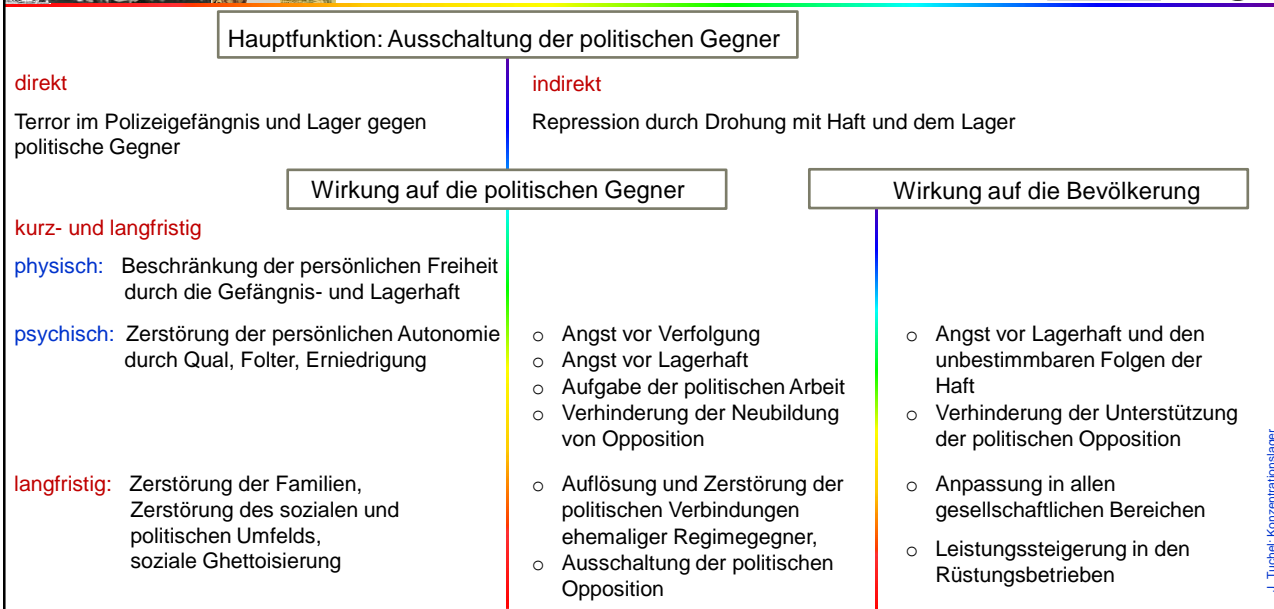 Hauptfunktion: Ausschaltung der politischen Gegner
direkt
Terror im Polizeigefängnis und Lager gegen
politische Gegner
indirekt
Repression durch Drohung mit Haft und dem Lager
Wirkung auf die politischen Gegner
Wirkung auf die Bevölkerung
kurz- und langfristig
physisch: Beschränkung der persönlichen Freiheit
durch die Gefängnis- und Lagerhaft
psychisch: Zerstörung der persönlichen Autonomie
durch Qual, Folter, Erniedrigung
o Angst vor Verfolgung
o Angst vor Lagerhaft
o Aufgabe der politischen Arbeit
o Verhinderung der Neubildung
von Opposition
o Angst vor Lagerhaft und den
unbestimmbaren Folgen der
Haft
o Verhinderung der Unterstützung
der politischen Opposition
langfristig: Zerstörung der Familien,
Zerstörung des sozialen und
politischen Umfelds,
soziale Ghettoisierung
o Auflösung und Zerstörung der
politischen Verbindungen
ehemaliger Regimegegner,
o Ausschaltung der politischen
Opposition
o Anpassung in allen
gesellschaftlichen Bereichen
o Leistungssteigerung in den
Rüstungsbetrieben
J. Tuchel: Konzentrationslager